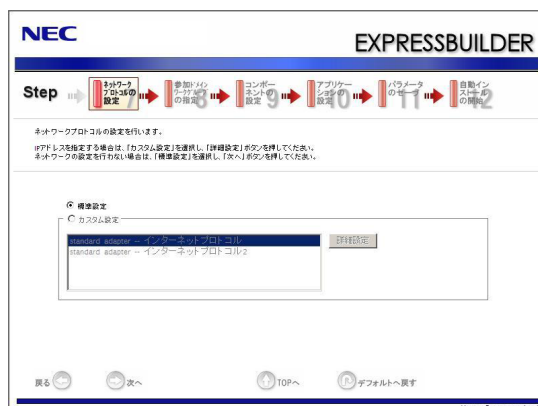 NEC
EXPRESSBUILDER
Step
ネットワーク
プロトコルの
設定
7
参加ドメイン
ワークグループ
の指定
8
コンポー
ネントの
設定
9
アプリケー
ションの
設定
10
パラメータ
のセーブ
11
自動イン
ストール
の開始
12
ネットワークプロトコルの設定を行います。
IPアドレスを指定する場合は、「カスタム設定」を選択し、「詳細設定」ボタンを押してください。
ネットワークの設定を行わない場合は、「標準設定」を選択し、「次へ」ボタンを押してください。
標準設定
カスタム設定
standard adapter -- インターネットプロトコル
standard adapter -- インターネットプロトコル2
詳細設定
戻る
次へ
TOPへ
デフォルトへ戻す